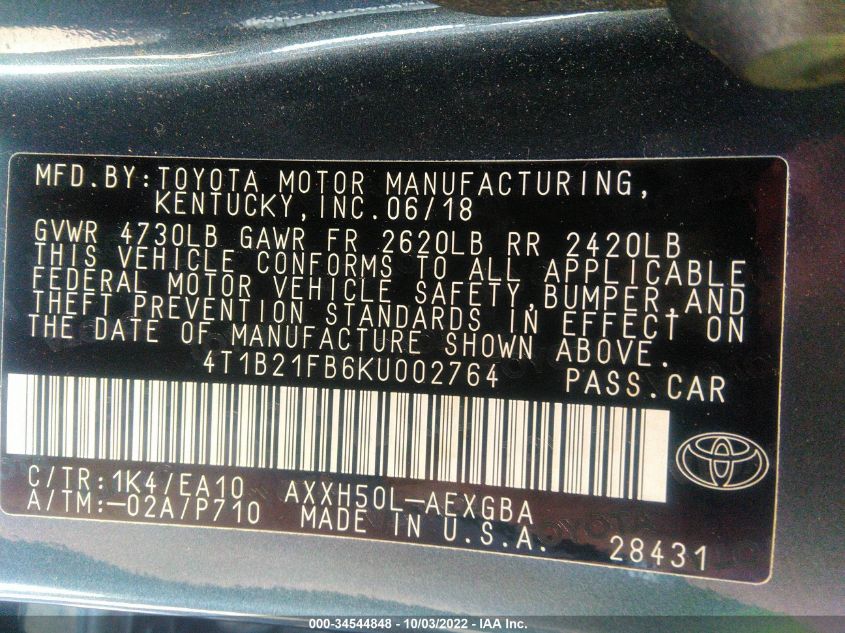 MFD.BY:TOYOTA MOTOR MANUFACTURING,
KENTUCKY,INC.06/18
GVWR 4730LB GAWR FR 2620LB RR 2420LB
THIS VEHICLE CONFORMS TO ALL APPLICABLE
FEDERAL MOTOR VEHICLE SAFETY,BUMPER,AND
THEFT PREVENTION STANDARDS IN EFFECT ON
THE DATE OF MANUFACTURE SHOWN ABOVE.
4T1B21FB6KU002764 PASS.CAR
C/TR:1K4/EA10 AXXH50L-AEXGBA
A/TM:-02A/P710 MADE IN U.S.A. 28431
000-34544848 - 10/03/2022 - IAA Inc.